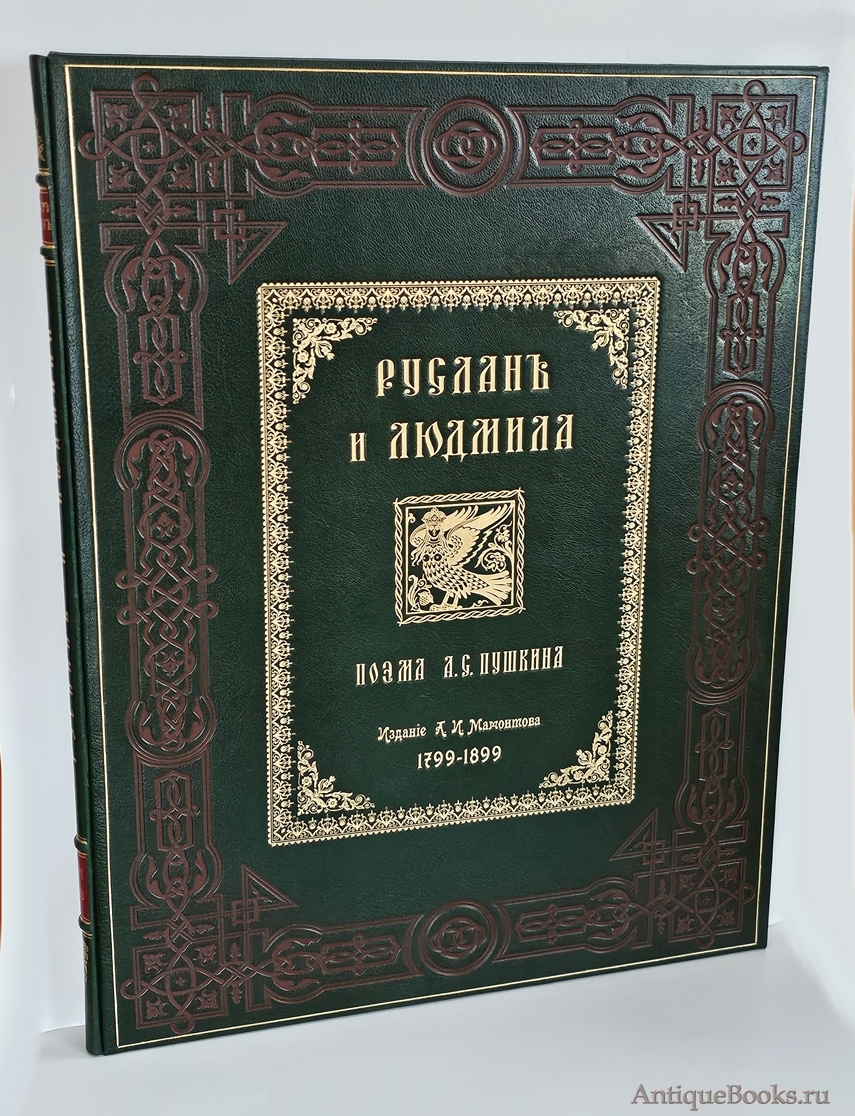 Русланъ
и Людмила
поэма А.С. Пушкина
Изданіе А И Мамонтова
1799-1899
AntiqueBooks.ru